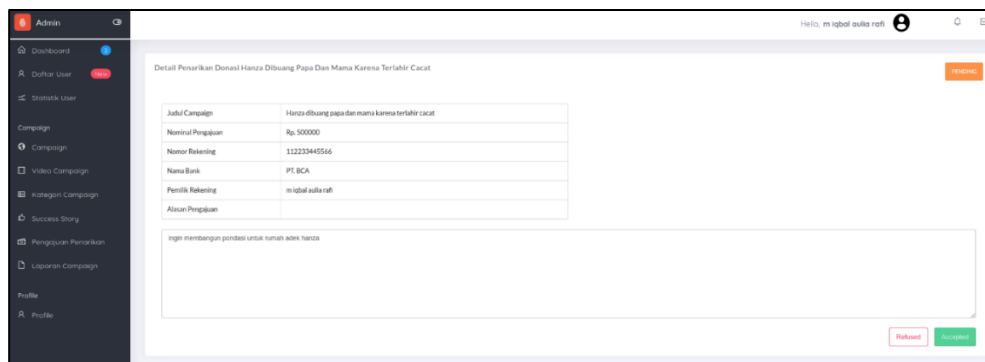 Admin
Hello, m iqbal aulia rafi
Dashboard
Daftar User New
Statistik User
Campaign
Campaign
Video Campaign
Kategori Campaign
Success Story
Pengajuan Penarikan
Laporan Campaign
Profile
Profile
Detail Penarikan Donasi Hanza Dibuang Papa Dan Mama Karena Terlahir Cacat
PENDING
Judul Campaign Hanza dibuang papa dan mama karena terlahir cacat
Nominal Pengajuan Rp. 500000
Nomor Rekening 112233445566
Nama Bank PT. BCA
Pemilik Rekening m iqbal aulia rafi
Alasan Pengajuan
ingin membangun pondasi untuk rumah adek hanza
Refused
Accepted